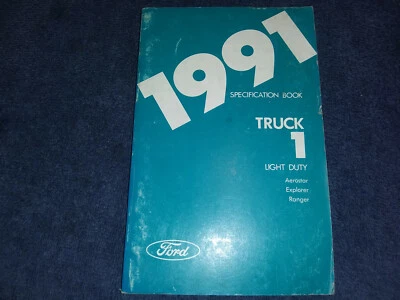 1991
SPECIFICATION BOOK
TRUCK
1
LIGHT DUTY
Aerostar
Explorer
Ranger
Ford